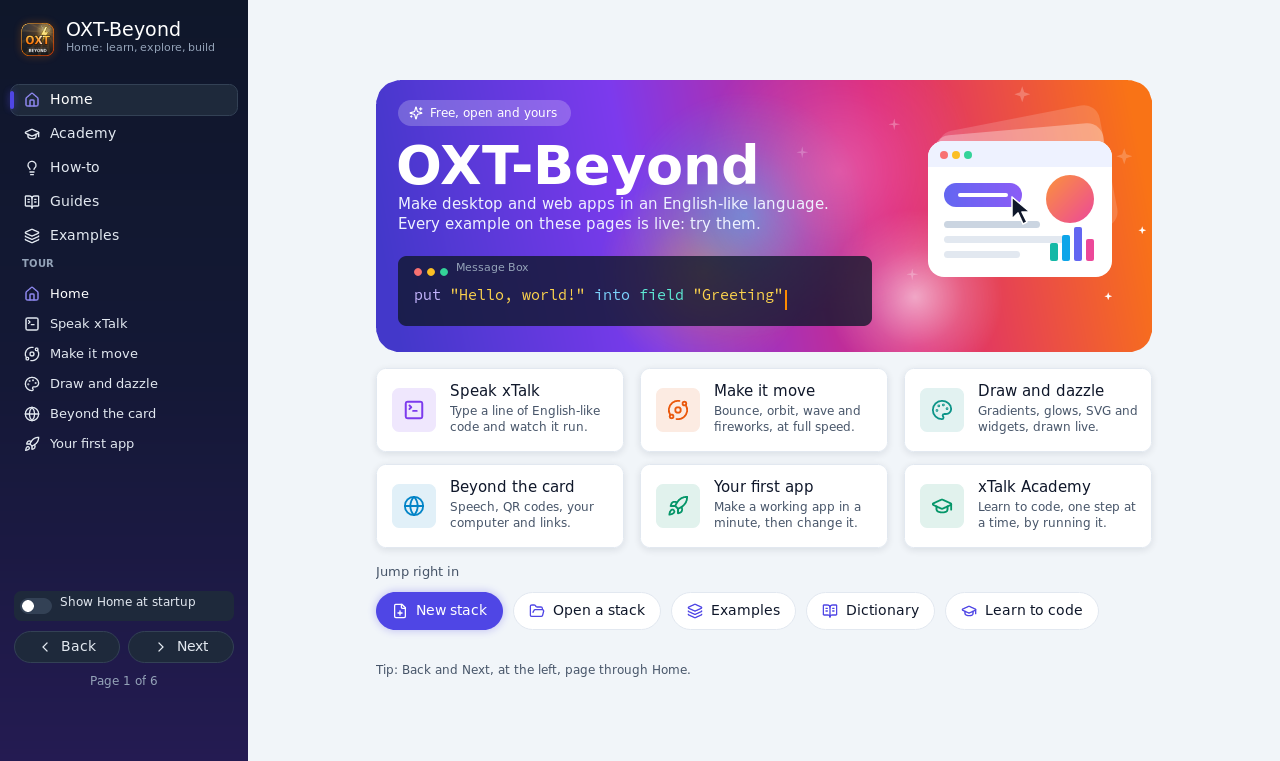 OXT
BEYOND
OXT-Beyond
Home: learn, explore, build
Home
Academy
How-to
Guides
Examples
TOUR
Home
Speak xTalk
Make it move
Draw and dazzle
Beyond the card
Your first app
Show Home at startup
Back
Next
Page 1 of 6
Free, open and yours
OXT-Beyond
Make desktop and web apps in an English-like language.
Every example on these pages is live: try them.
Message Box
put "Hello, world!" into field "Greeting"
Speak xTalk
Type a line of English-like
code and watch it run.
Make it move
Bounce, orbit, wave and
fireworks, at full speed.
Draw and dazzle
Gradients, glows, SVG and
widgets, drawn live.
Beyond the card
Speech, QR codes, your
computer and links.
Your first app
Make a working app in a
minute, then change it.
xTalk Academy
Learn to code, one step at
a time, by running it.
Jump right in
New stack
Open a stack
Examples
Dictionary
Learn to code
Tip: Back and Next, at the left, page through Home.